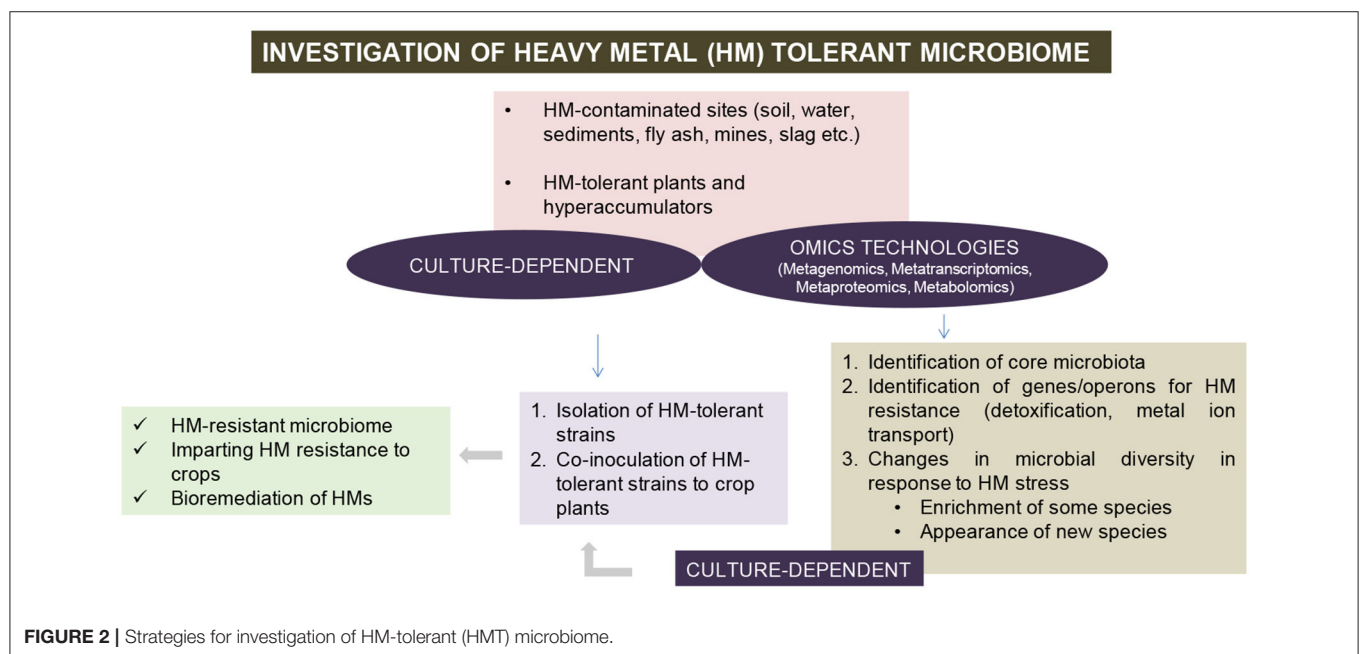 INVESTIGATION OF HEAVY METAL (HM) TOLERANT MICROBIOME
• HM-contaminated sites (soil, water,
sediments, fly ash, mines, slag etc.)
• HM-tolerant plants and
hyperaccumulators
CULTURE-DEPENDENT
OMICS TECHNOLOGIES
(Metagenomics, Metatranscriptomics,
Metaproteomics, Metabolomics)
1. Identification of core microbiota
2. Identification of genes/operons for HM
resistance (detoxification, metal ion
transport)
3. Changes in microbial diversity in
response to HM stress
• Enrichment of some species
• Appearance of new species
1. Isolation of HM-tolerant
strains
2. Co-inoculation of HM-
tolerant strains to crop
plants
✓ HM-resistant microbiome
✓ Imparting HM resistance to
crops
✓ Bioremediation of HMs
CULTURE-DEPENDENT
FIGURE 2 | Strategies for investigation of HM-tolerant (HMT) microbiome.